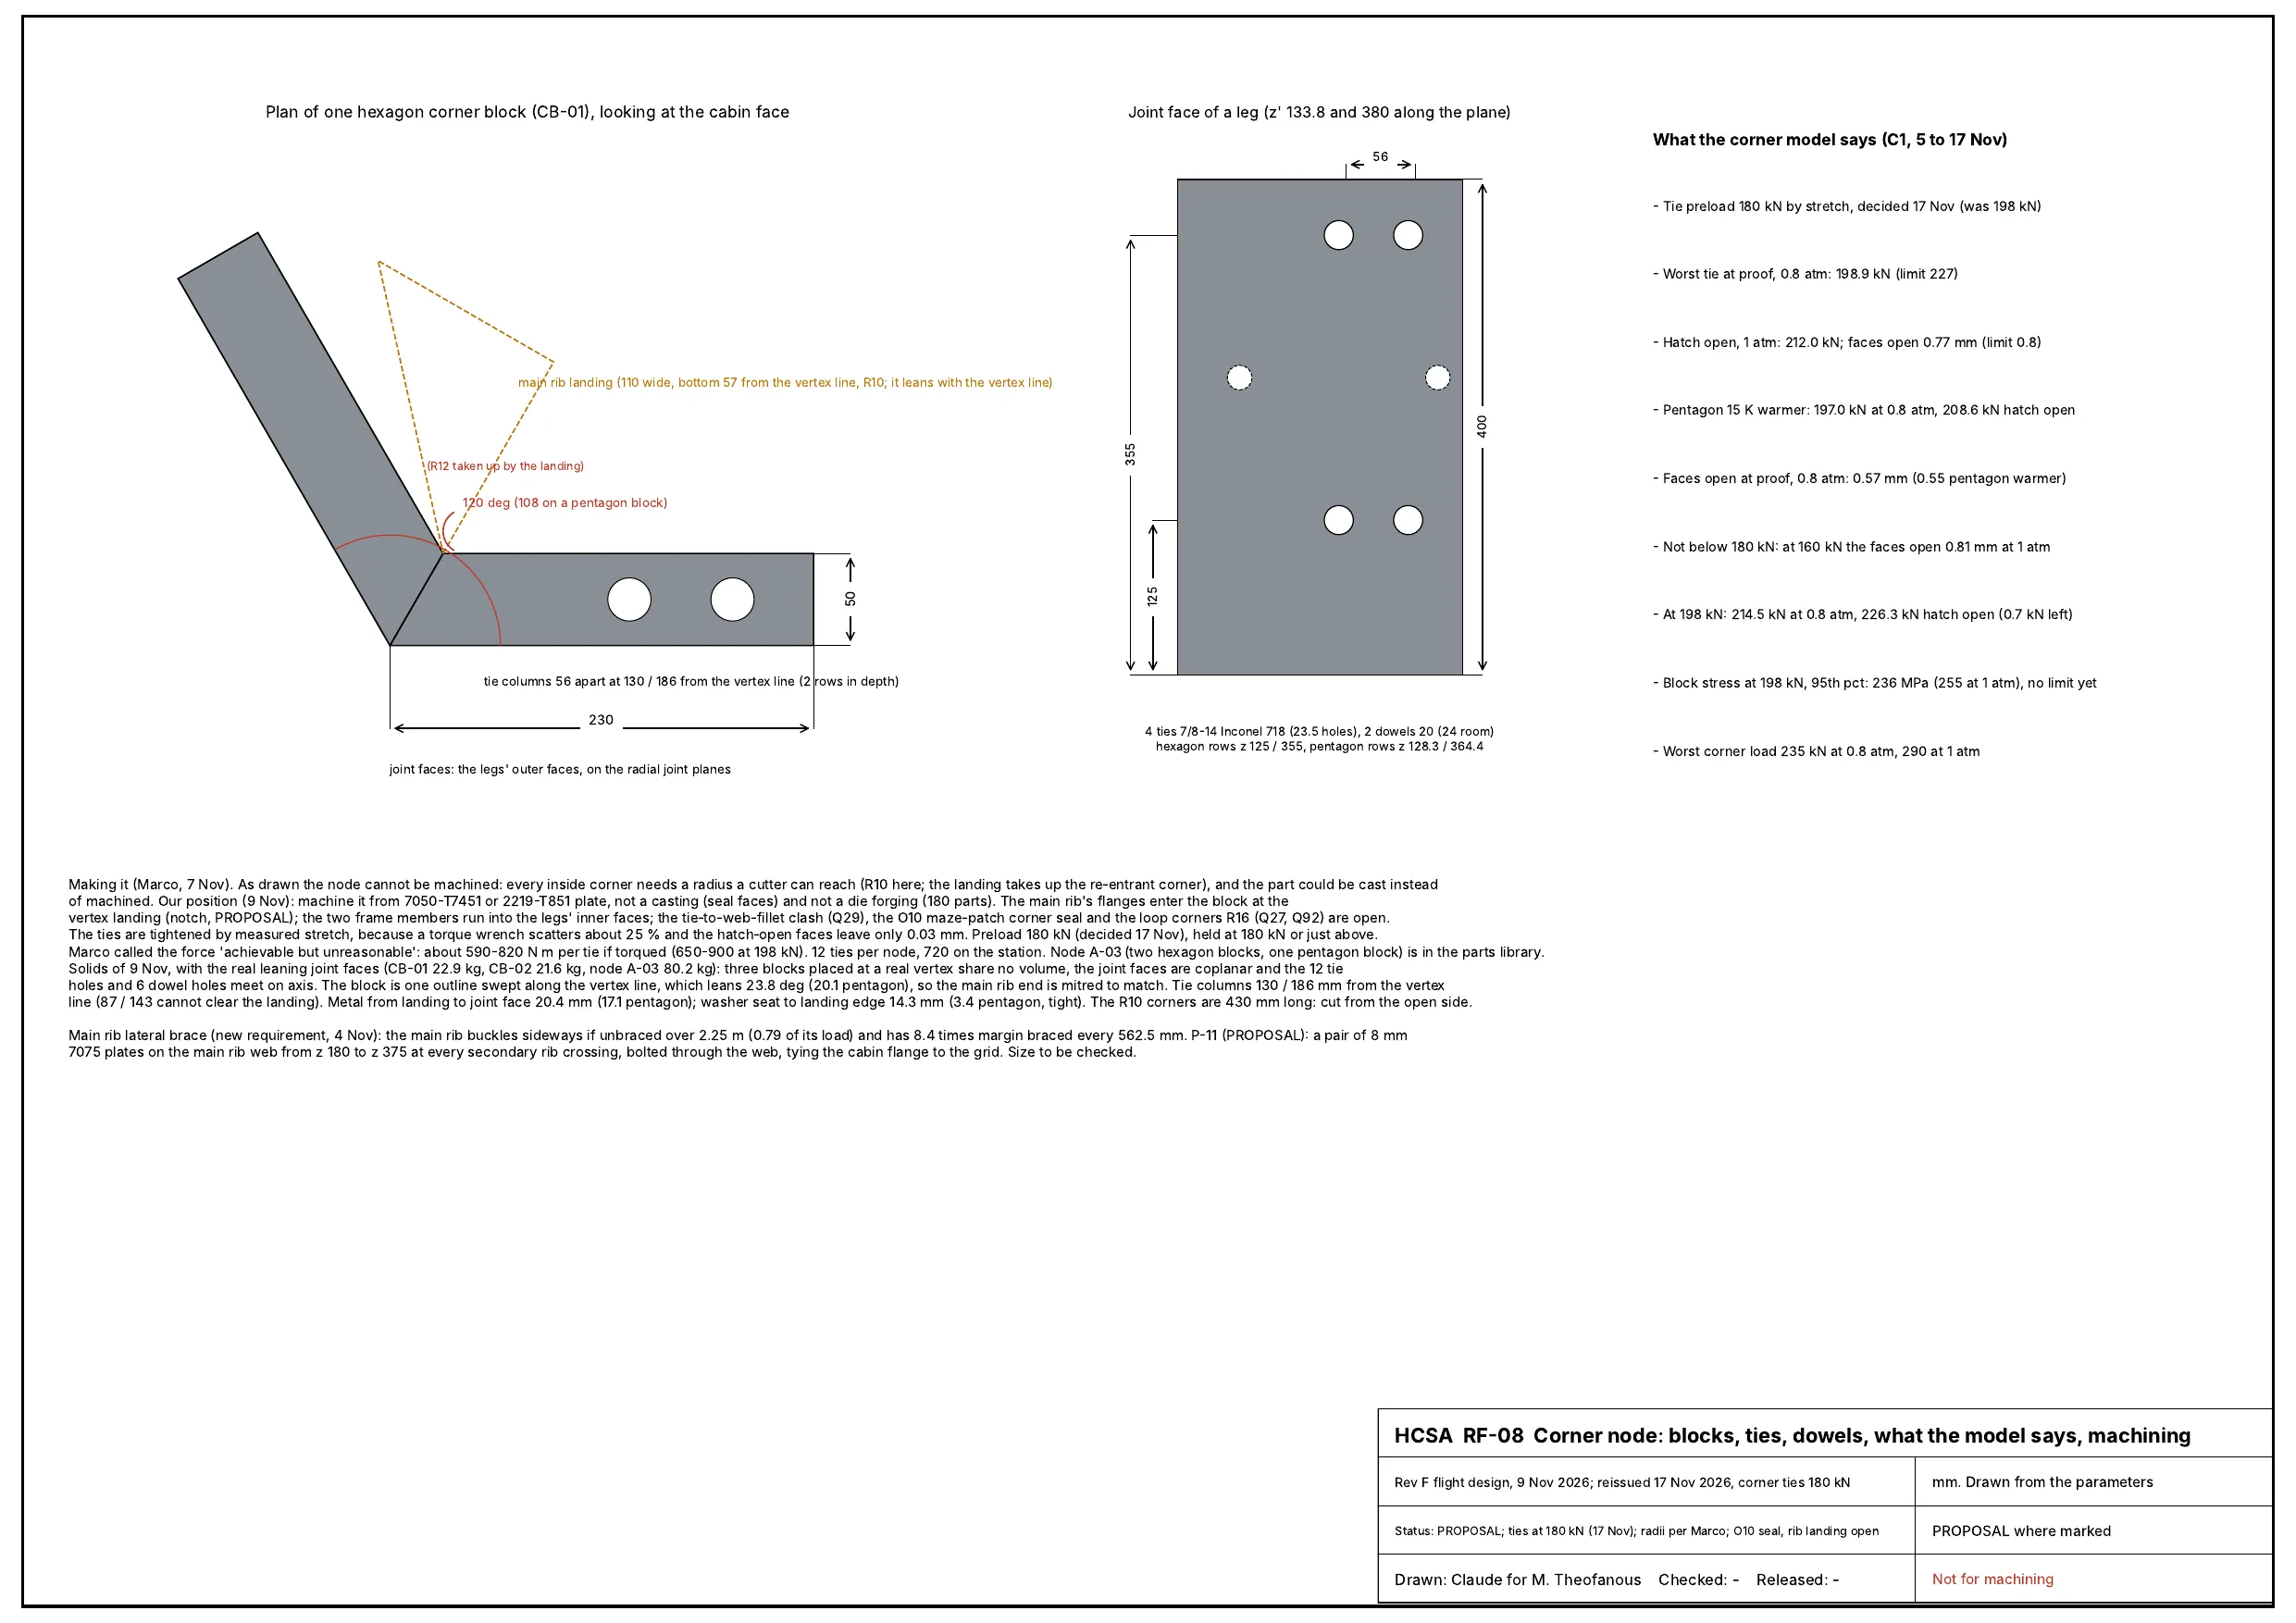 Plan of one hexagon corner block (CB-01), looking at the cabin face
main rib landing (110 wide, bottom 57 from the vertex line, R10; it leans with the vertex line)
(R12 taken up by the landing)
120 deg (108 on a pentagon block)
50
tie columns 56 apart at 130 / 186 from the vertex line (2 rows in depth)
230
joint faces: the legs' outer faces, on the radial joint planes
Joint face of a leg (z' 133.8 and 380 along the plane)
56
355
125
400
4 ties 7/8-14 Inconel 718 (23.5 holes), 2 dowels 20 (24 room)
hexagon rows z 125 / 355, pentagon rows z 128.3 / 364.4
What the corner model says (C1, 5 to 17 Nov)
- Tie preload 180 kN by stretch, decided 17 Nov (was 198 kN)
- Worst tie at proof, 0.8 atm: 198.9 kN (limit 227)
- Hatch open, 1 atm: 212.0 kN; faces open 0.77 mm (limit 0.8)
- Pentagon 15 K warmer: 197.0 kN at 0.8 atm, 208.6 kN hatch open
- Faces open at proof, 0.8 atm: 0.57 mm (0.55 pentagon warmer)
- Not below 180 kN: at 160 kN the faces open 0.81 mm at 1 atm
- At 198 kN: 214.5 kN at 0.8 atm, 226.3 kN hatch open (0.7 kN left)
- Block stress at 198 kN, 95th pct: 236 MPa (255 at 1 atm), no limit yet
- Worst corner load 235 kN at 0.8 atm, 290 at 1 atm
Making it (Marco, 7 Nov). As drawn the node cannot be machined: every inside corner needs a radius a cutter can reach (R10 here; the landing takes up the re-entrant corner), and the part could be cast instead
of machined. Our position (9 Nov): machine it from 7050-T7451 or 2219-T851 plate, not a casting (seal faces) and not a die forging (180 parts). The main rib's flanges enter the block at the
vertex landing (notch, PROPOSAL); the two frame members run into the legs' inner faces; the tie-to-web-fillet clash (Q29), the O10 maze-patch corner seal and the loop corners R16 (Q27, Q92) are open.
The ties are tightened by measured stretch, because a torque wrench scatters about 25 % and the hatch-open faces leave only 0.03 mm. Preload 180 kN (decided 17 Nov), held at 180 kN or just above.
Marco called the force 'achievable but unreasonable': about 590-820 N m per tie if torqued (650-900 at 198 kN). 12 ties per node, 720 on the station. Node A-03 (two hexagon blocks, one pentagon block) is in the parts library.
Solids of 9 Nov, with the real leaning joint faces (CB-01 22.9 kg, CB-02 21.6 kg, node A-03 80.2 kg): three blocks placed at a real vertex share no volume, the joint faces are coplanar and the 12 tie
holes and 6 dowel holes meet on axis. The block is one outline swept along the vertex line, which leans 23.8 deg (20.1 pentagon), so the main rib end is mitred to match. Tie columns 130 / 186 mm from the vertex
line (87 / 143 cannot clear the landing). Metal from landing to joint face 20.4 mm (17.1 pentagon); washer seat to landing edge 14.3 mm (3.4 pentagon, tight). The R10 corners are 430 mm long: cut from the open side.
Main rib lateral brace (new requirement, 4 Nov): the main rib buckles sideways if unbraced over 2.25 m (0.79 of its load) and has 8.4 times margin braced every 562.5 mm. P-11 (PROPOSAL): a pair of 8 mm
7075 plates on the main rib web from z 180 to z 375 at every secondary rib crossing, bolted through the web, tying the cabin flange to the grid. Size to be checked.
HCSA RF-08 Corner node: blocks, ties, dowels, what the model says, machining
Rev F flight design, 9 Nov 2026; reissued 17 Nov 2026, corner ties 180 kN
mm. Drawn from the parameters
Status: PROPOSAL; ties at 180 kN (17 Nov); radii per Marco; O10 seal, rib landing open
PROPOSAL where marked
Drawn: Claude for M. Theofanous Checked: - Released: -
Not for machining